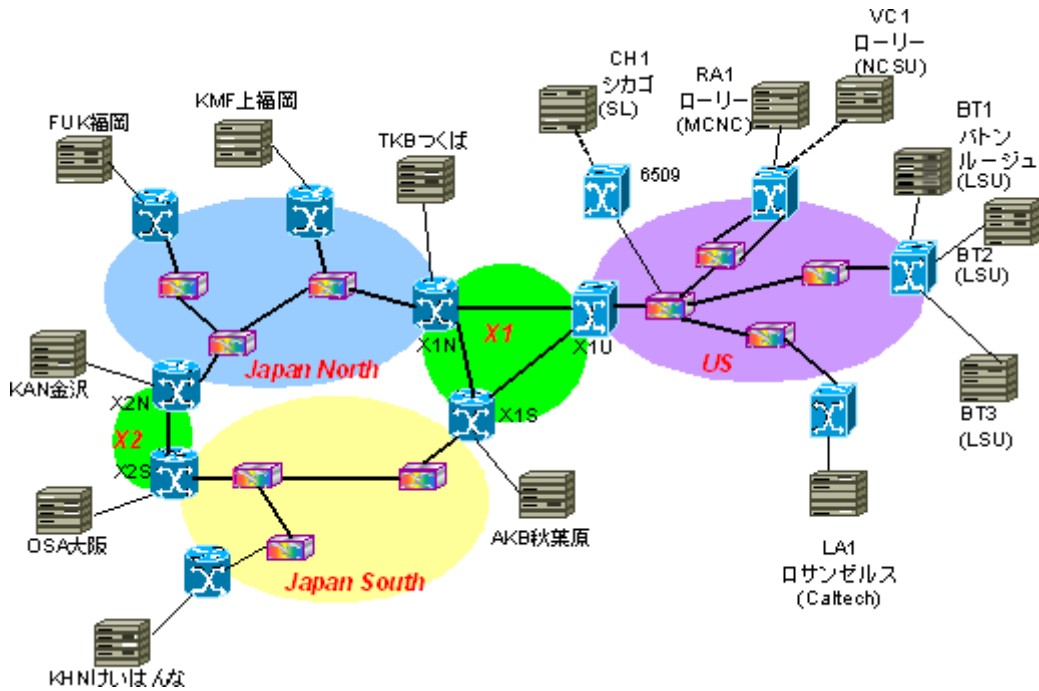 VC1
ローリー
(NCSU)
CH1
シカゴ
(SL)
RA1
ローリー
(MCNC)
BT1
バトン
ルージュ
(LSU)
KMF上福岡
FUK福岡
TKBつくば
6509
BT2
(LSU)
X1
X1N
X1U
Japan North
US
KAN金沢
X2N
X1S
BT3
(LSU)
X2
X2S
OSA大阪
AKB秋葉原
LA1
ロサンゼルス
(Caltech)
Japan South
KHNけいはんな